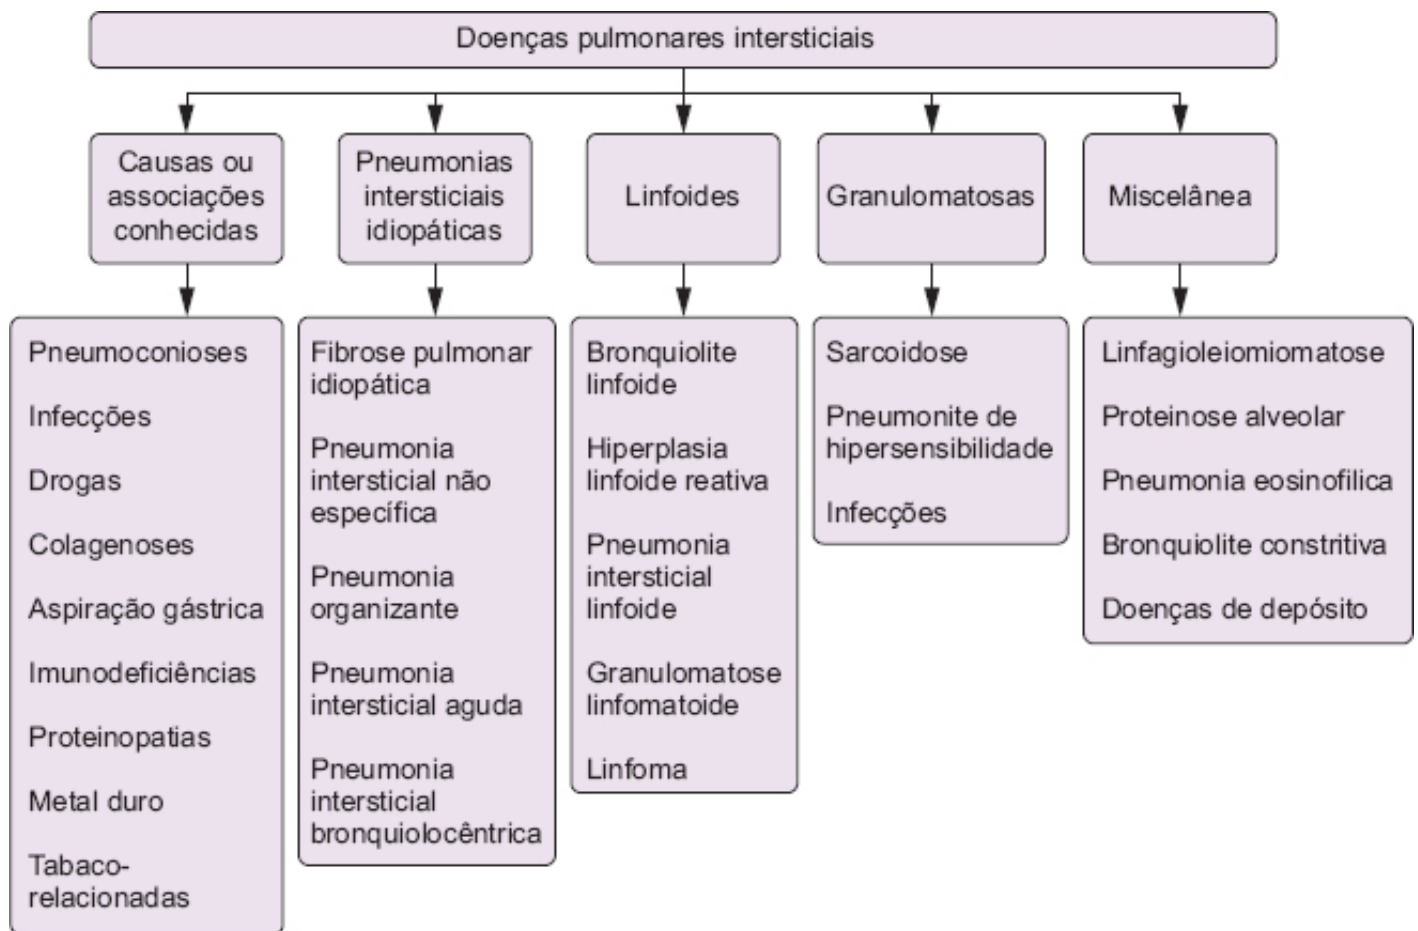 Doenças pulmonares intersticiais
Causas ou
associações
conhecidas
Pneumonias
intersticiais
idiopáticas
Linfoides
Granulomatosas
Miscelânea
Pneumoconioses
Infecções
Drogas
Colagenoses
Aspiração gástrica
Imunodeficiências
Proteinopatias
Metal duro
Tabaco-
relacionadas
Fibrose pulmonar
idiopática
Pneumonia
intersticial não
específica
Pneumonia
organizante
Pneumonia
intersticial aguda
Pneumonia
intersticial
bronquiolocêntrica
Bronquiolite
linfoide
Hiperplasia
linfoide reativa
Pneumonia
intersticial
linfoide
Granulomatose
linfomatoide
Linfoma
Sarcoidose
Pneumonite de
hipersensibilidade
Infecções
Linfagioleiomiomatose
Proteinose alveolar
Pneumonia eosinofilica
Bronquiolite constritiva
Doenças de depósito